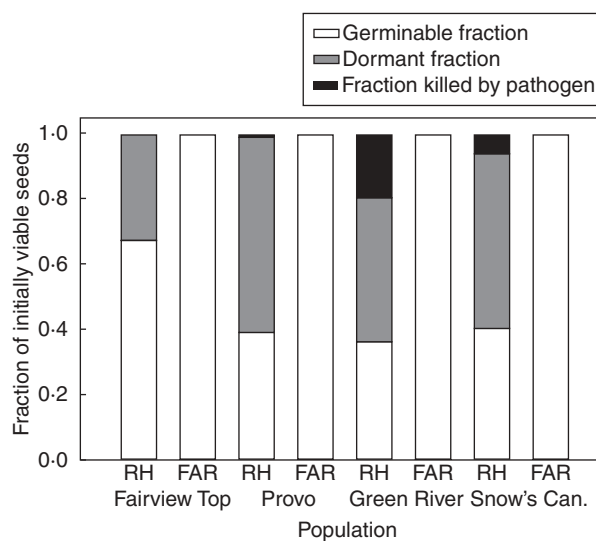 Germinable fraction
Dormant fraction
Fraction killed by pathogen
Fraction of initially viable seeds
1·0
0·8
0·6
0·4
0·2
0·0
RH FAR RH FAR RH FAR RH FAR
Fairview Top Provo Green River Snow's Can.
Population